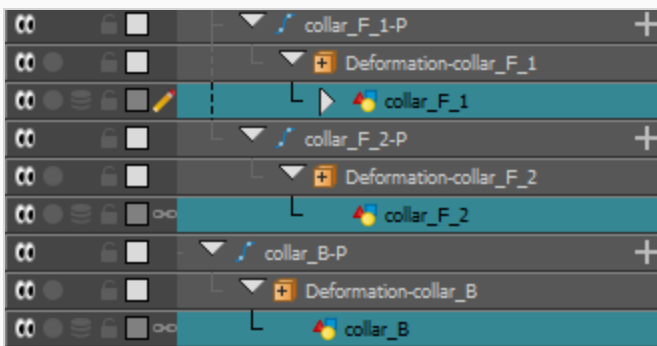 collar_F_1-P
Deformation-collar_F_1
collar_F_1
collar_F_2-P
Deformation-collar_F_2
collar_F_2
collar_B-P
Deformation-collar_B
collar_B